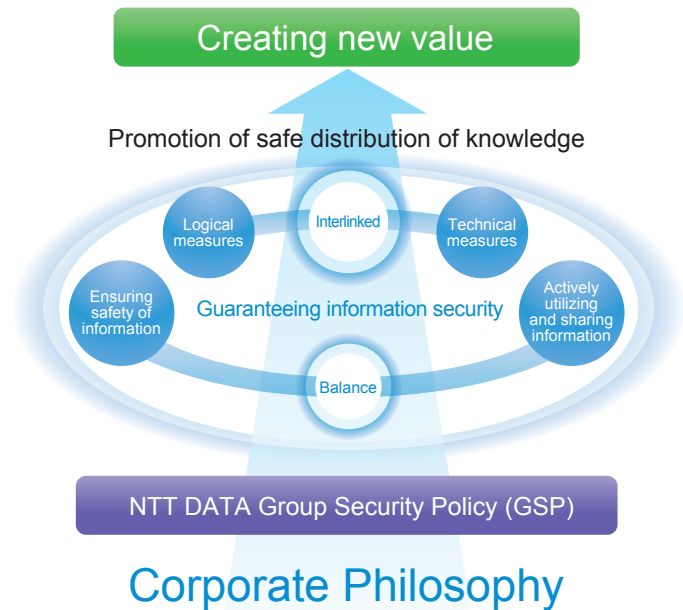 Creating new value
Promotion of safe distribution of knowledge
Logical
measures
Interlinked
Technical
measures
Ensuring
safety of
information
Guaranteeing information security
Actively
utilizing
and sharing
information
Balance
NTT DATA Group Security Policy (GSP)
Corporate Philosophy